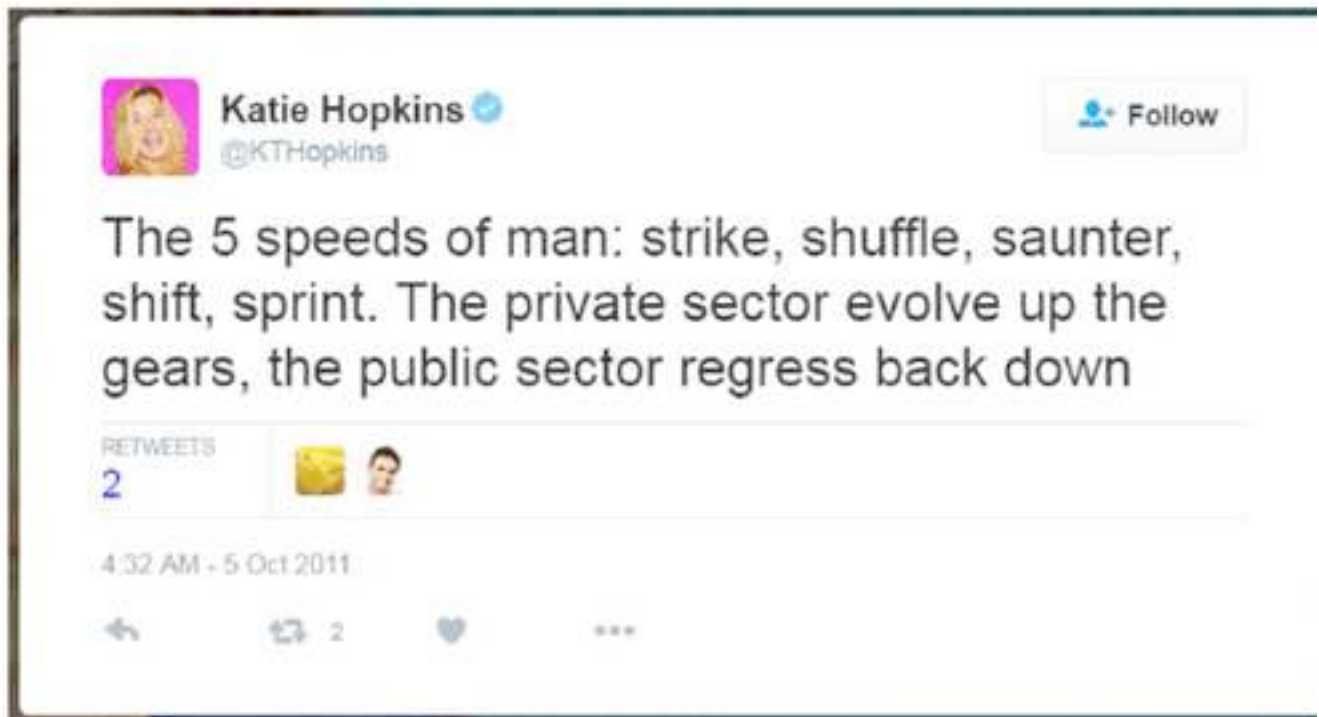 Katie Hopkins
@KTHopkins
Follow
The 5 speeds of man: strike, shuffle, saunter,
shift, sprint. The private sector evolve up the
gears, the public sector regress back down
RETWEETS
2
4:32 AM - 5 Oct 2011
2